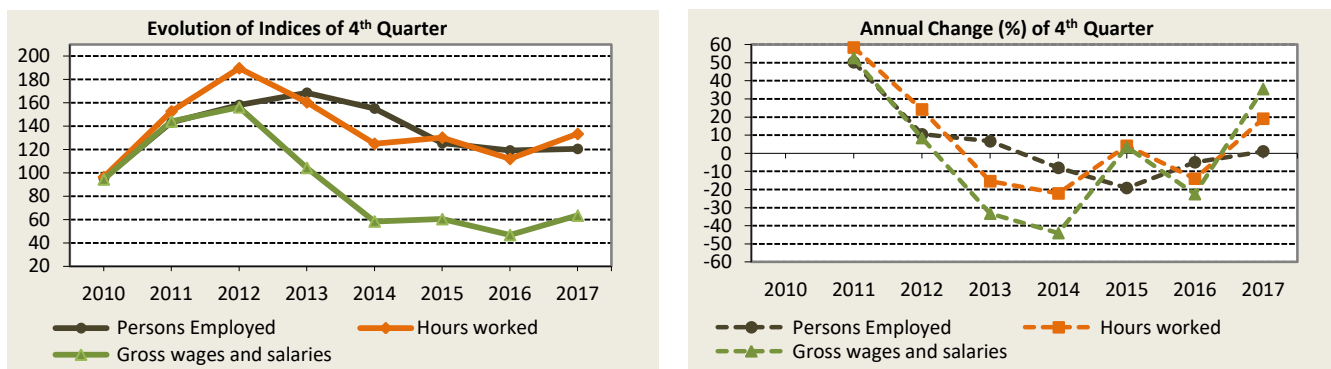 Evolution of Indices of 4th Quarter
200
180
160
140
120
100
80
60
40
20
2010 2011 2012 2013 2014 2015 2016 2017
Persons Employed Hours worked
Gross wages and salaries
Annual Change (%) of 4th Quarter
60
50
40
30
20
10
0
-10
-20
-30
-40
-50
-60
2010 2011 2012 2013 2014 2015 2016 2017
Persons Employed Hours worked
Gross wages and salaries